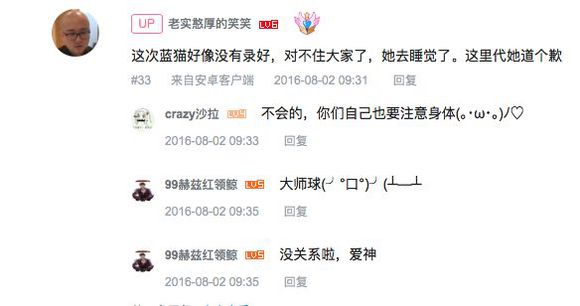 UP 老实憨厚的笑笑 LV6
这次蓝猫好像没有录好，对不住大家了，她去睡觉了。这里代她道个歉
#33 来自安卓客户端 2016-08-02 09:31 回复
crazy沙拉 LV5 不会的，你们自己也要注意身体(｡･ω･｡)ﾉ♡
2016-08-02 09:33 回复
99赫兹红领鲸 LV5 大师球(╯°口°)╯(┴—┴
2016-08-02 09:35 回复
99赫兹红领鲸 LV5 没关系啦，爱神
2016-08-02 09:35 回复